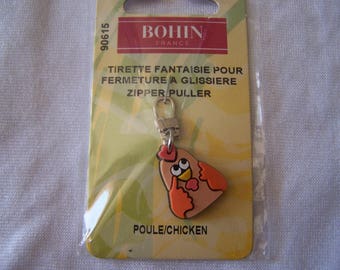 BOHIN
FRANCE
90615
TIRETTE FANTAISIE POUR
FERMETURE A GLISSIERE
ZIPPER PULLER
POULE/CHICKEN